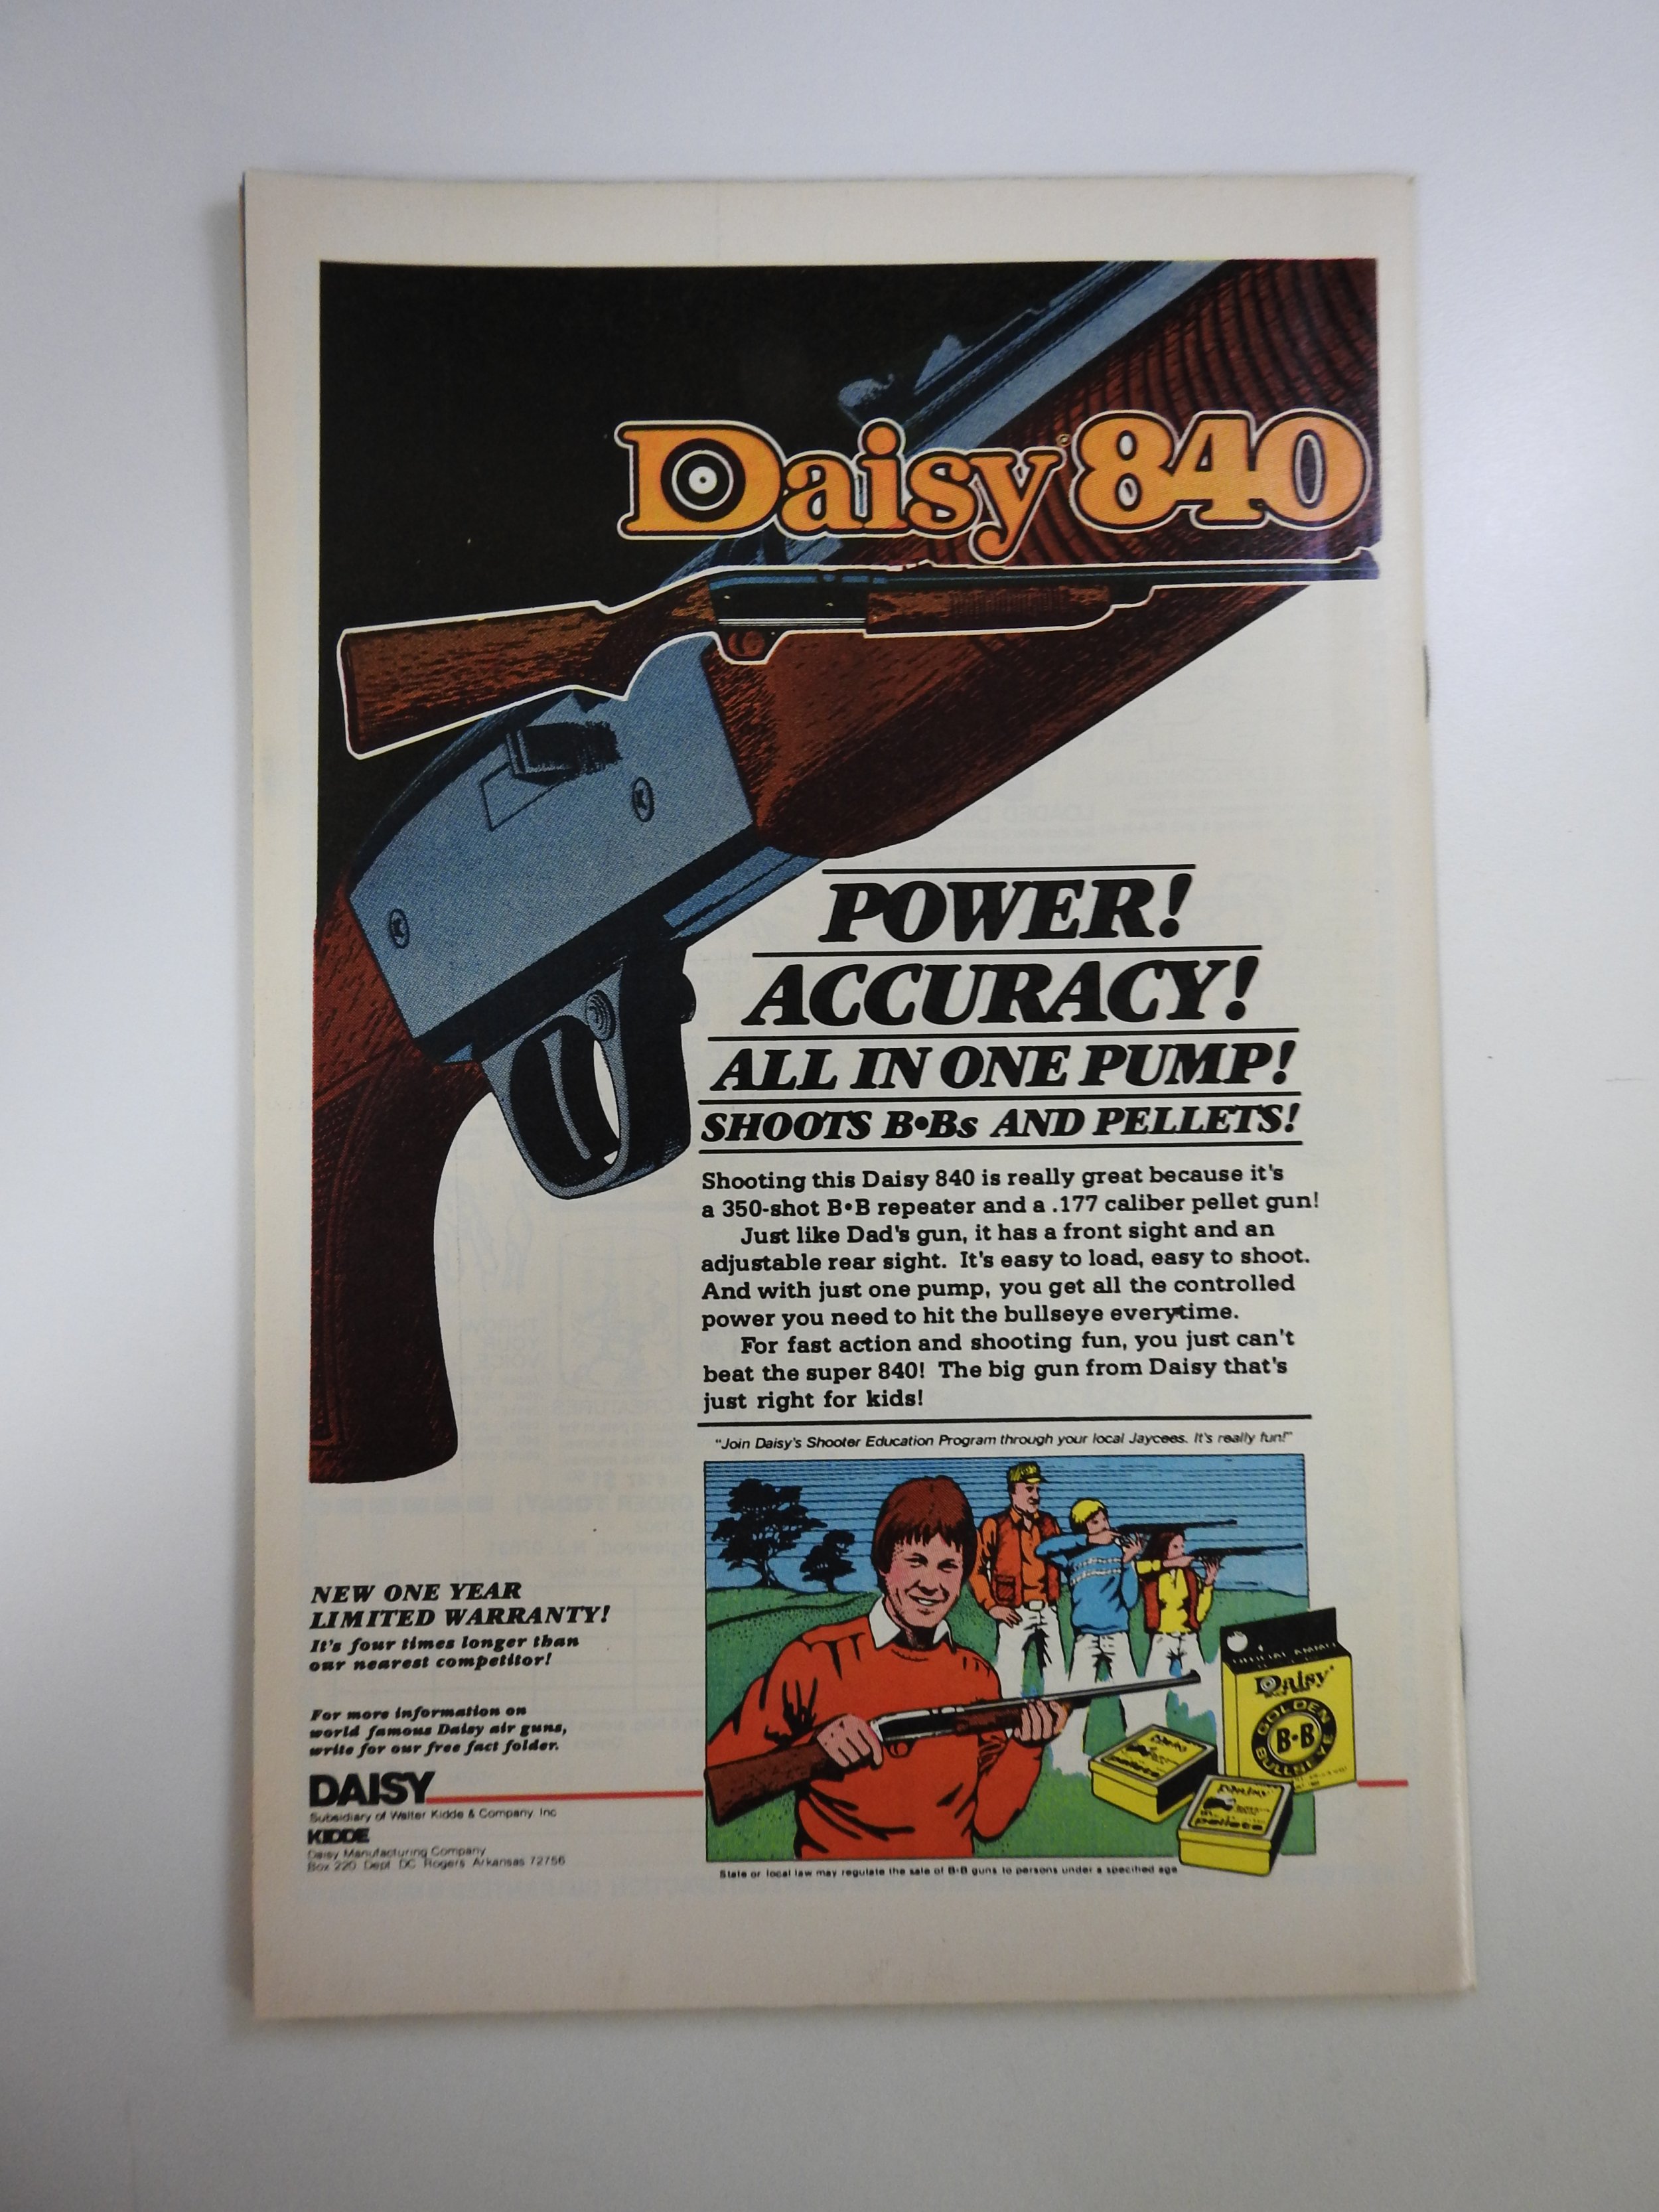 Daisy® 840
POWER!
ACCURACY!
ALL IN ONE PUMP!
SHOOTS B•Bs AND PELLETS!
Shooting this Daisy 840 is really great because it's
a 350-shot B•B repeater and a .177 caliber pellet gun!
Just like Dad's gun, it has a front sight and an
adjustable rear sight. It's easy to load, easy to shoot.
And with just one pump, you get all the controlled
power you need to hit the bullseye everytime.
For fast action and shooting fun, you just can't
beat the super 840! The big gun from Daisy that's
just right for kids!
"Join Daisy's Shooter Education Program through your local Jaycees. It's really fun!"
NEW ONE YEAR
LIMITED WARRANTY!
It's four times longer than
our nearest competitor!
For more information on
world famous Daisy air guns,
write for our free fact folder.
DAISY
Subsidiary of Walter Kidde & Company, Inc
KIDDE
Daisy Manufacturing Company
Box 220 Dept. DC Rogers Arkansas 72756
Daisy®
GOLDEN
B•B
BULLSEYE
Daisy
pellets
Daisy
pellets
State or local law may regulate the sale of B•B guns to persons under a specified age